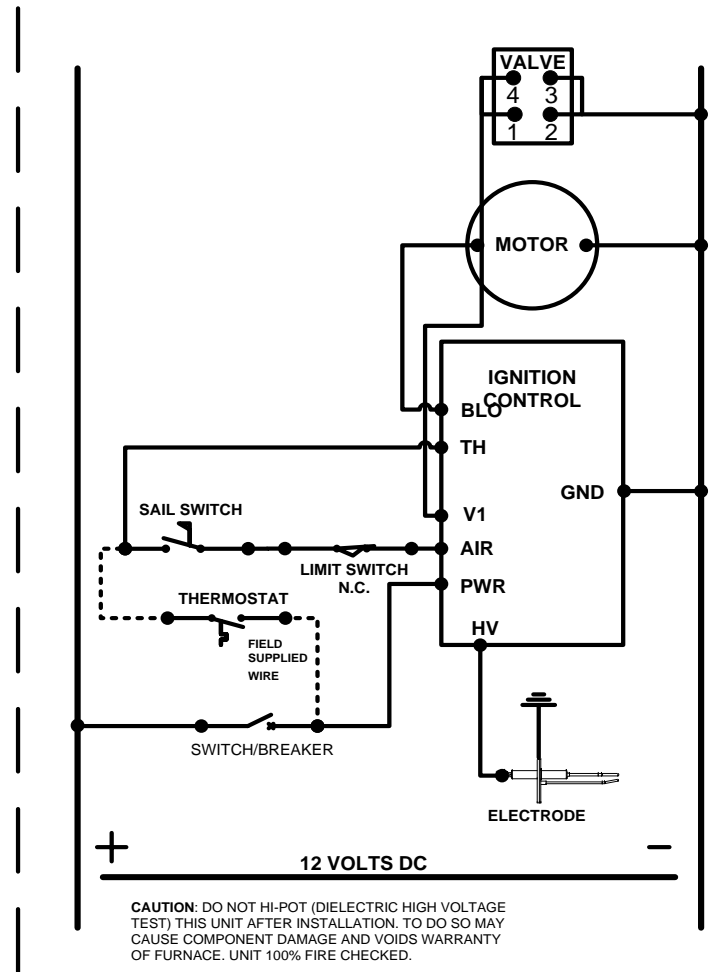 VALVE
4 3
1 2
MOTOR
IGNITION
CONTROL
BLO
TH
GND
V1
SAIL SWITCH
AIR
LIMIT SWITCH
N.C.
PWR
THERMOSTAT
HV
FIELD
SUPPLIED
WIRE
SWITCH/BREAKER
ELECTRODE
+ −
12 VOLTS DC
CAUTION: DO NOT HI-POT (DIELECTRIC HIGH VOLTAGE
TEST) THIS UNIT AFTER INSTALLATION. TO DO SO MAY
CAUSE COMPONENT DAMAGE AND VOIDS WARRANTY
OF FURNACE. UNIT 100% FIRE CHECKED.